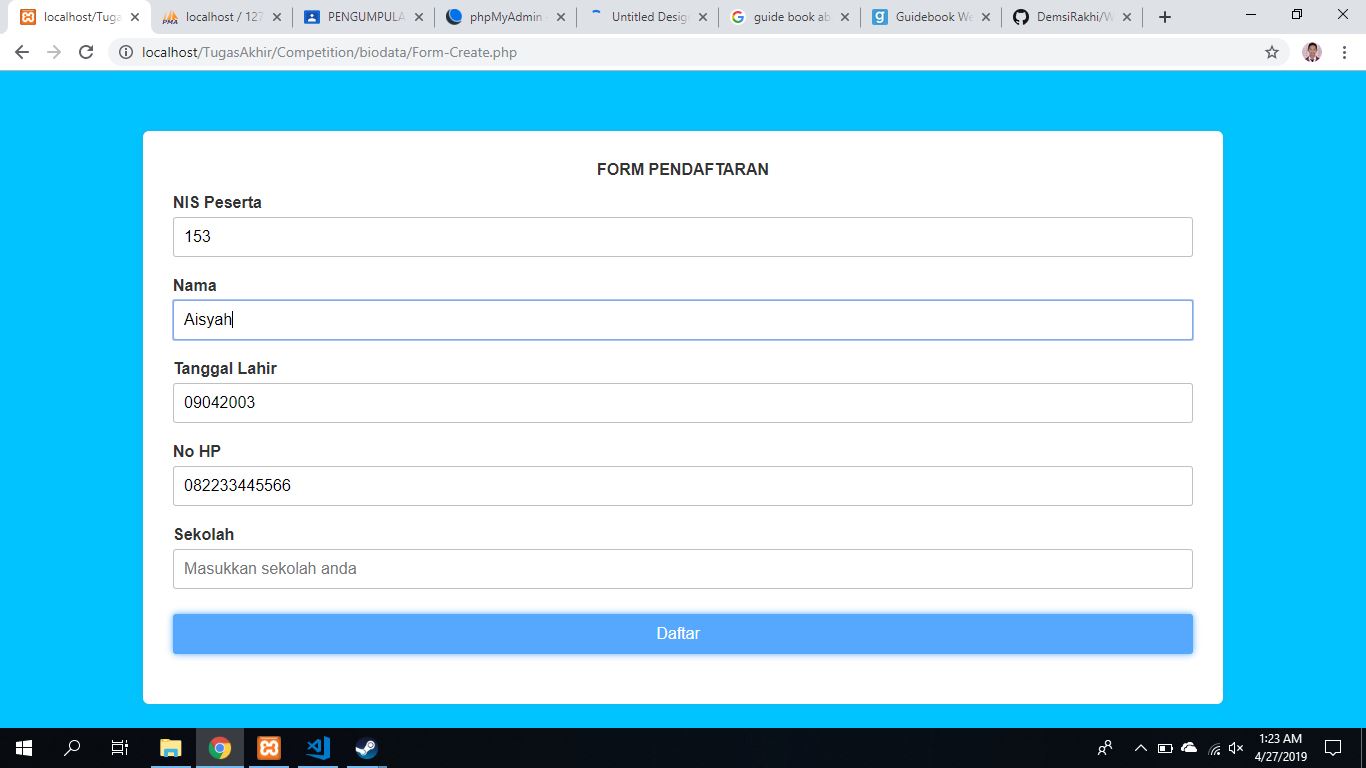 localhost/Tuga
localhost / 127
PENGUMPULA
phpMyAdmin
Untitled Design
guide book ab
Guidebook We
DemsiRakhi/W
localhost/TugasAkhir/Competition/biodata/Form-Create.php
FORM PENDAFTARAN
NIS Peserta
153
Nama
Aisyah
Tanggal Lahir
09042003
No HP
082233445566
Sekolah
Masukkan sekolah anda
Daftar
1:23 AM
4/27/2019